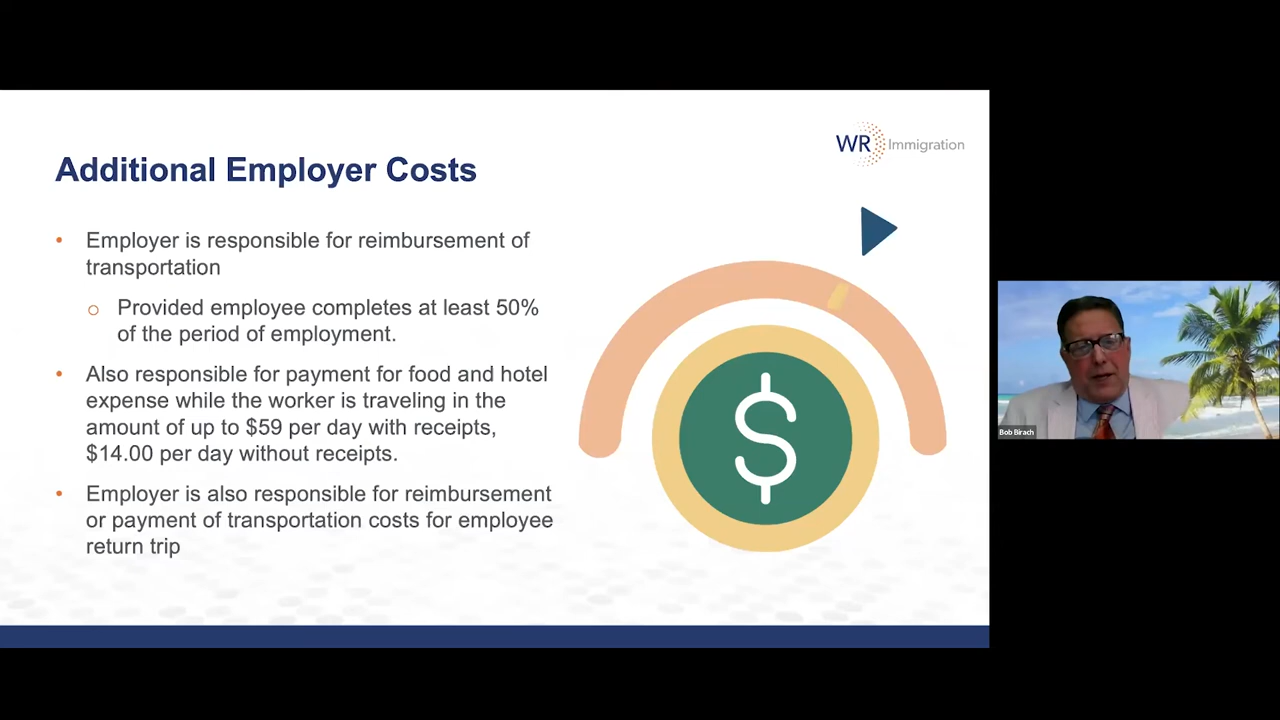 WR Immigration
Additional Employer Costs
• Employer is responsible for reimbursement of
transportation
o Provided employee completes at least 50%
of the period of employment.
• Also responsible for payment for food and hotel
expense while the worker is traveling in the
amount of up to $59 per day with receipts,
$14.00 per day without receipts.
• Employer is also responsible for reimbursement
or payment of transportation costs for employee
return trip
$
Bob Birach